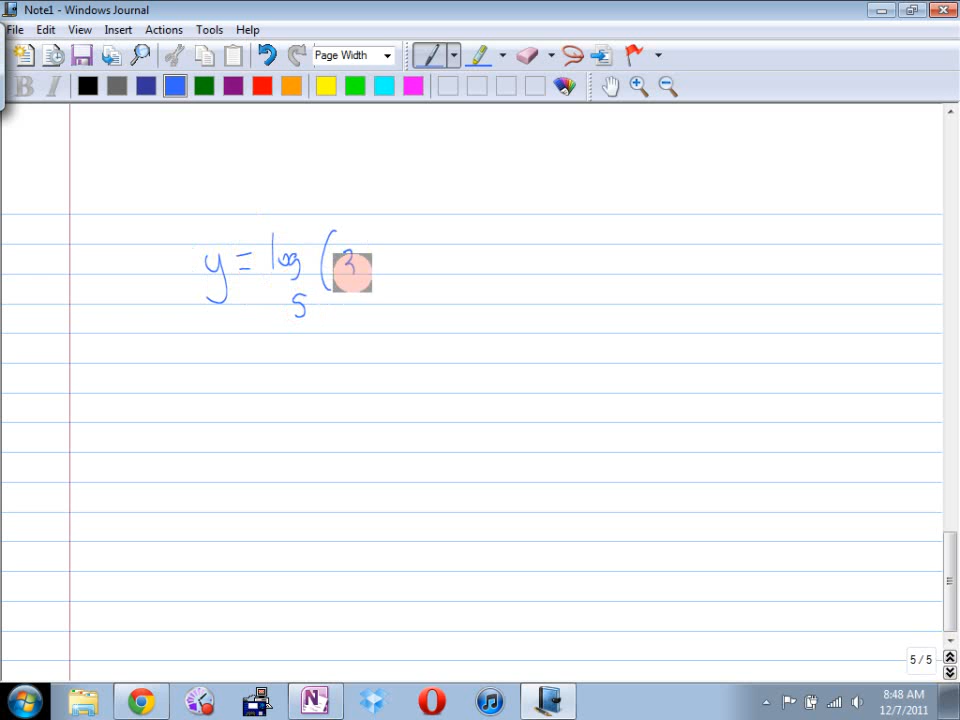 Note1 - Windows Journal
File Edit View Insert Actions Tools Help
Page Width
B I
y = log
5 (3
5 / 5
8:48 AM
12/7/2011